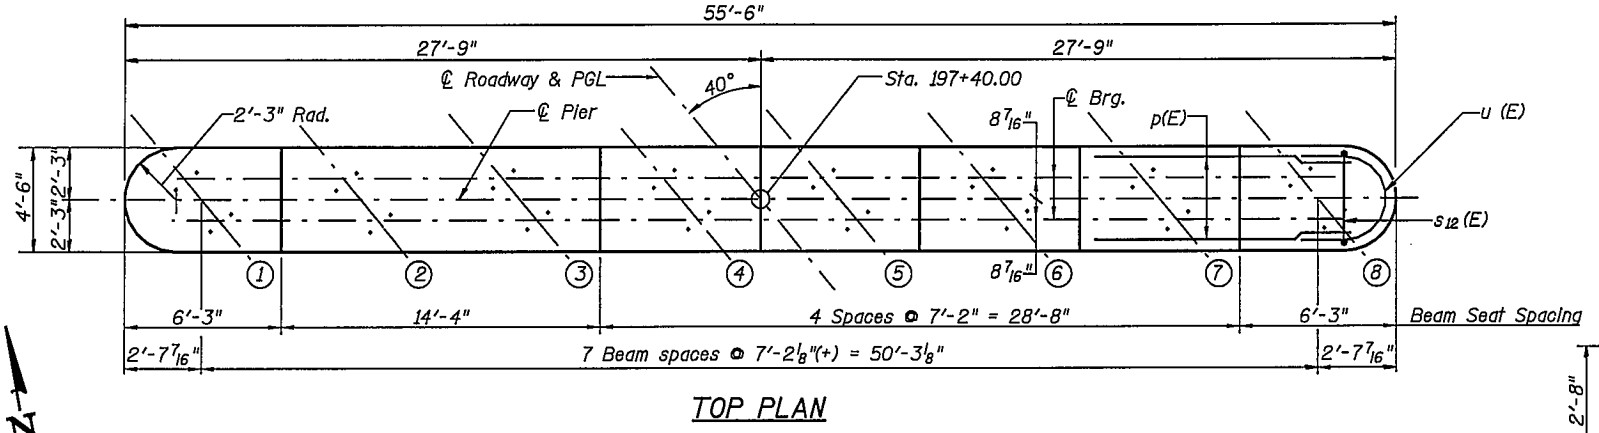 55'-6"
27'-9"
27'-9"
℄ Roadway & PGL
40°
Sta. 197+40.00
2'-3" Rad.
℄ Pier
8 7/16"
℄ Brg.
p(E)
u (E)
4'-6"
2'-3"
2'-3"
s12(E)
8 7/16"
1
2
3
4
5
6
7
8
6'-3"
14'-4"
4 Spaces @ 7'-2" = 28'-8"
6'-3"
Beam Seat Spacing
2'-7 7/16"
7 Beam spaces @ 7'-2 1/8"(+) = 50'-3 1/8"
2'-7 7/16"
2'-8"
N
TOP PLAN